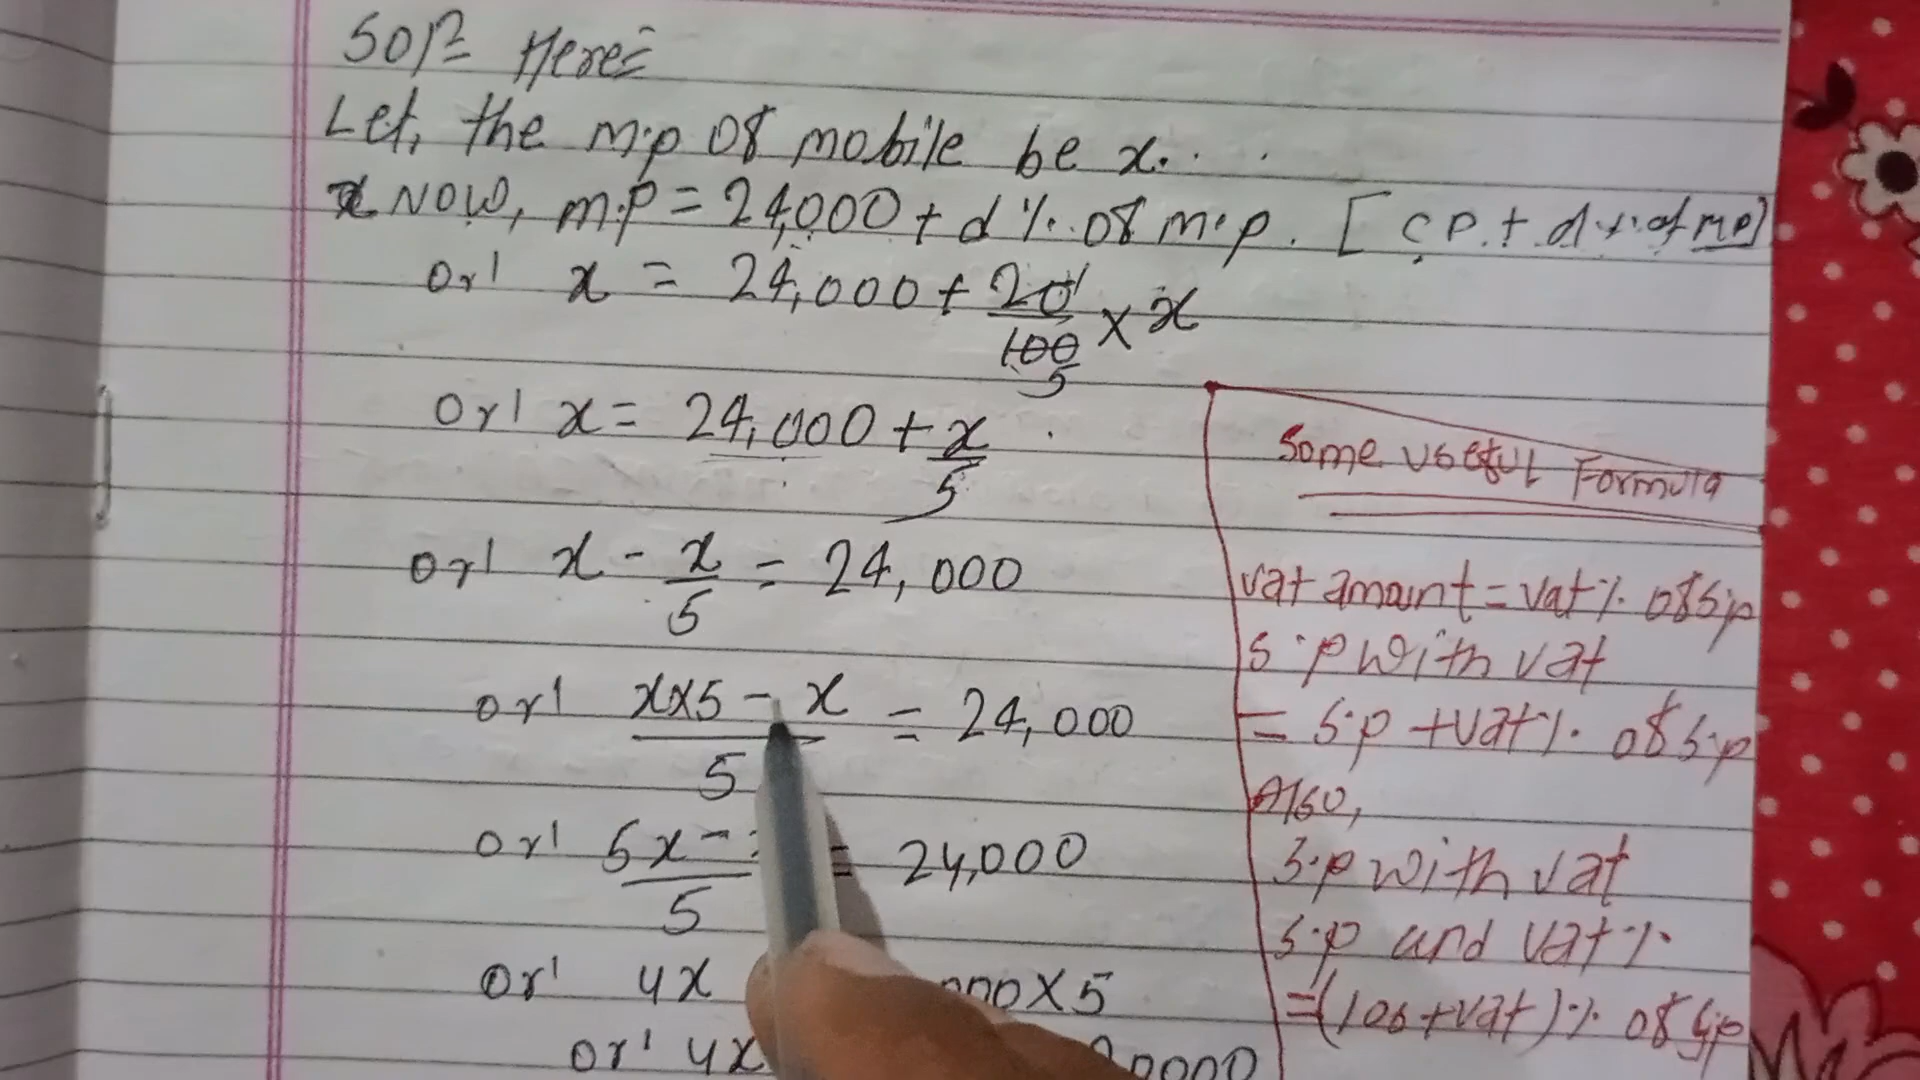 Solⁿ Here:
Let, the m.p of mobile be x.
Now, m.p = 24,000 + d% of m.p. [C.P. + d% of MP]
or, x = 24,000 + 20/100 × x
1
5
or, x = 24,000 + x/5
or, x - x/5 = 24,000
or, x×5 - x / 5 = 24,000
or, 5x - / 5 = 24,000
or, 4x 000×5
or, 4x 0000
Some useful Formula
vat amount = vat% of s.p
s.p with vat
= s.p + vat% of s.p
Also,
s.p with vat
s.p and vat%
= (100 + vat)% of s.p